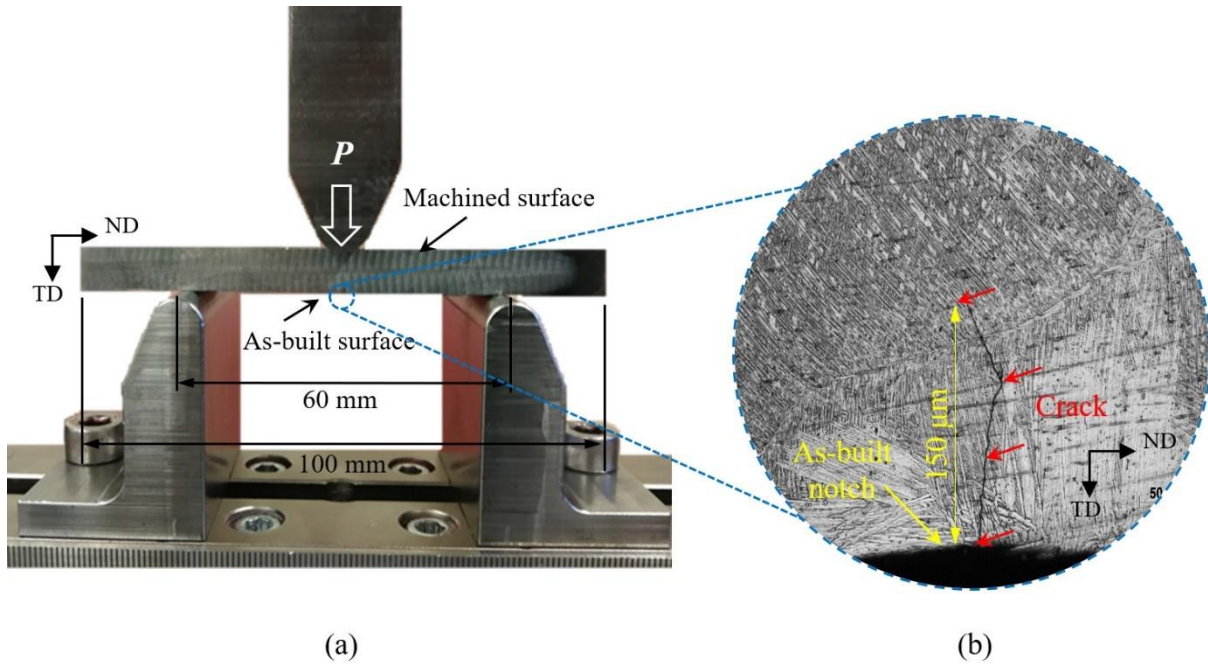 P
Machined surface
ND
TD
As-built surface
60 mm
100 mm
150 μm
Crack
As-built
notch
ND
TD
50
(a)
(b)